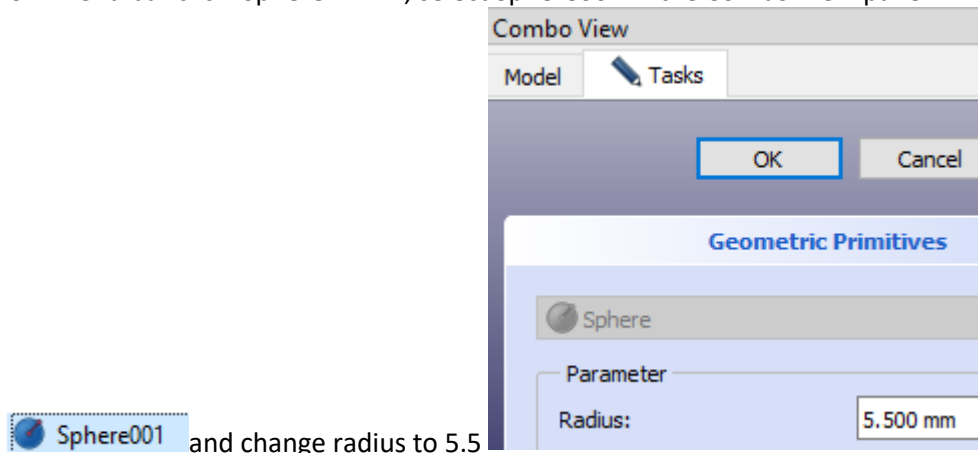 Combo View
Model Tasks
OK Cancel
Geometric Primitives
Sphere
Parameter
Radius: 5.500 mm
Sphere001 and change radius to 5.5